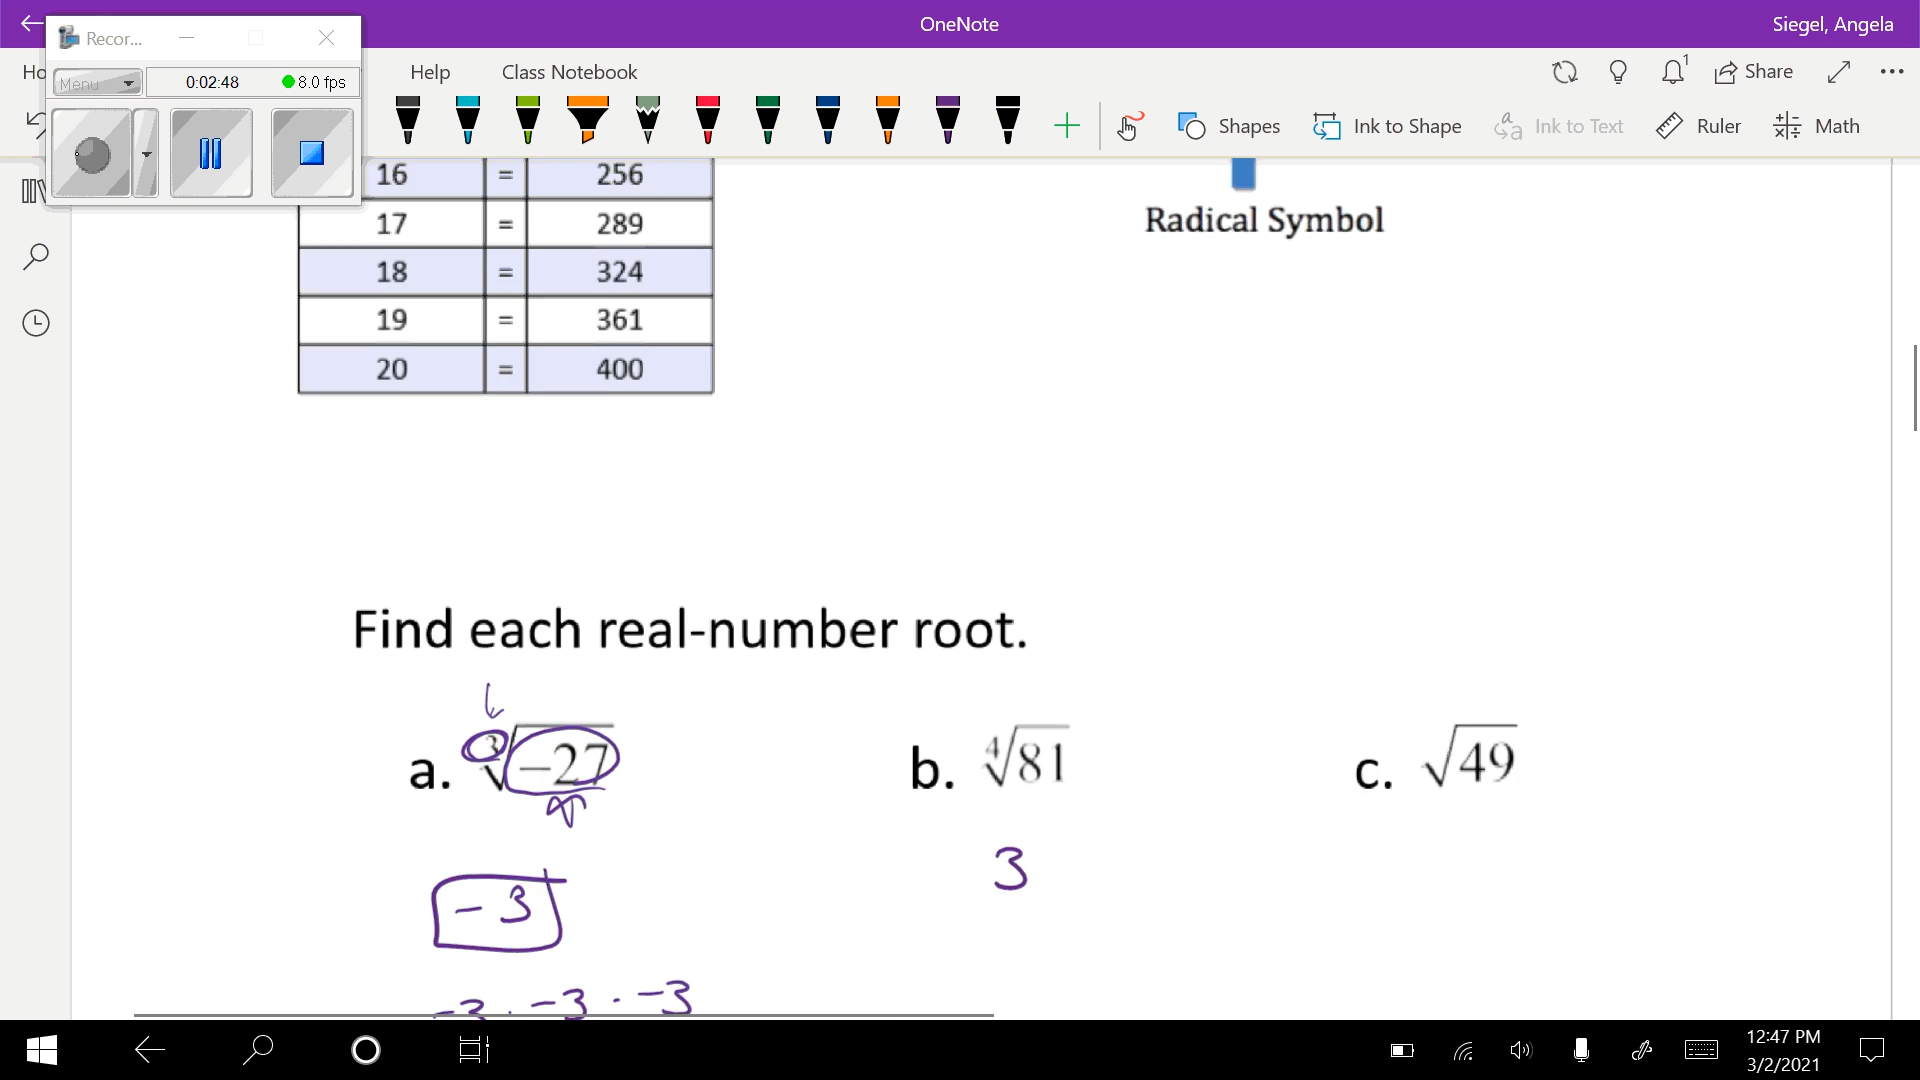 OneNote
Siegel, Angela
Recor...
Menu
0:02:48
8.0 fps
Ho
Help
Class Notebook
1
Share
Shapes
Ink to Shape
Ink to Text
Ruler
Math
16 = 256
17 = 289
18 = 324
19 = 361
20 = 400
Radical Symbol
Find each real-number root.
a. ∛-27
b. ∜81
c. √49
-3
3
-3 · -3 · -3
12:47 PM
3/2/2021